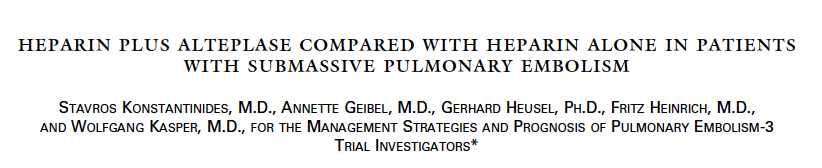 HEPARIN PLUS ALTEPLASE COMPARED WITH HEPARIN ALONE IN PATIENTS
WITH SUBMASSIVE PULMONARY EMBOLISM
STAVROS KONSTANTINIDES, M.D., ANNETTE GEIBEL, M.D., GERHARD HEUSEL, PH.D., FRITZ HEINRICH, M.D.,
AND WOLFGANG KASPER, M.D., FOR THE MANAGEMENT STRATEGIES AND PROGNOSIS OF PULMONARY EMBOLISM-3
TRIAL INVESTIGATORS*